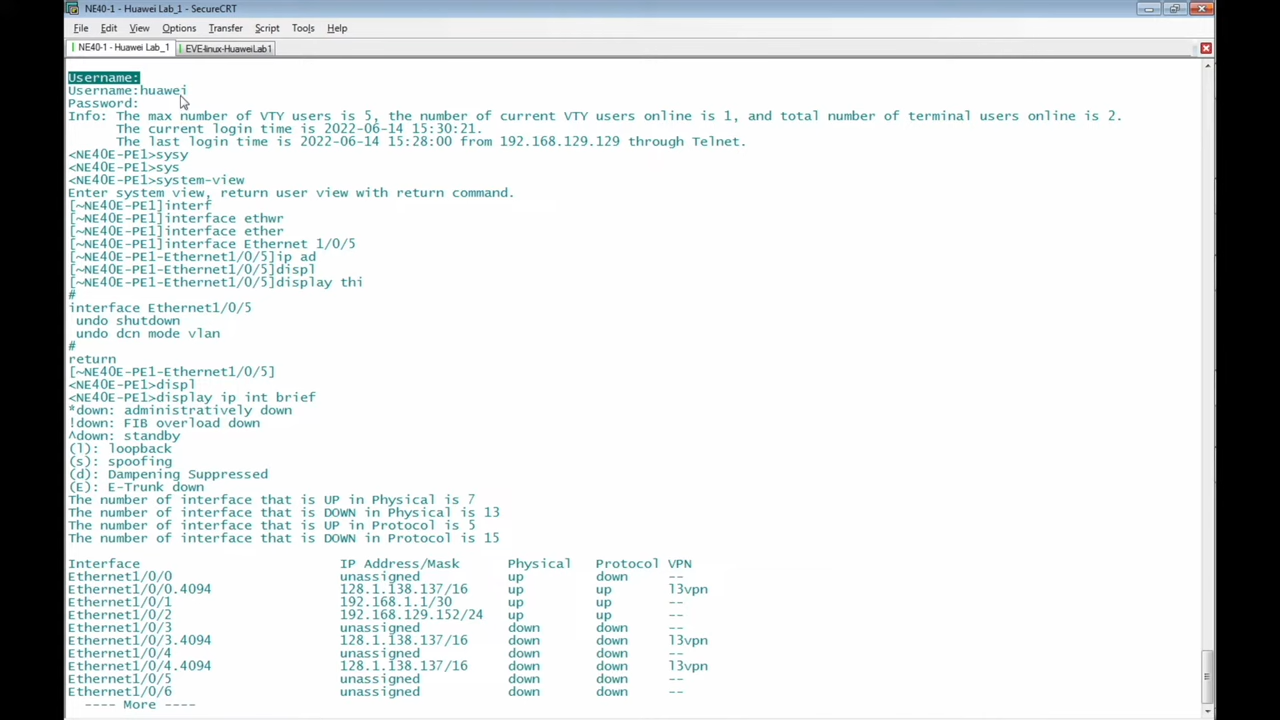 NE40-1 - Huawei Lab_1 - SecureCRT
File Edit View Options Transfer Script Tools Help
NE40-1 - Huawei Lab_1 EVE-linux-HuaweiLab1
Username:
Username:huawei
Password:
Info: The max number of VTY users is 5, the number of current VTY users online is 1, and total number of terminal users online is 2.
The current login time is 2022-06-14 15:30:21.
The last login time is 2022-06-14 15:28:00 from 192.168.129.129 through Telnet.
<NE40E-PE1>sysy
<NE40E-PE1>sys
<NE40E-PE1>system-view
Enter system view, return user view with return command.
[~NE40E-PE1]interf
[~NE40E-PE1]interface ethwr
[~NE40E-PE1]interface ether
[~NE40E-PE1]interface Ethernet 1/0/5
[~NE40E-PE1-Ethernet1/0/5]ip ad
[~NE40E-PE1-Ethernet1/0/5]displ
[~NE40E-PE1-Ethernet1/0/5]display thi
#
interface Ethernet1/0/5
undo shutdown
undo dcn mode vlan
#
return
[~NE40E-PE1-Ethernet1/0/5]
<NE40E-PE1>displ
<NE40E-PE1>display ip int brief
*down: administratively down
!down: FIB overload down
^down: standby
(l): loopback
(s): spoofing
(d): Dampening Suppressed
(E): E-Trunk down
The number of interface that is UP in Physical is 7
The number of interface that is DOWN in Physical is 13
The number of interface that is UP in Protocol is 5
The number of interface that is DOWN in Protocol is 15
Interface IP Address/Mask Physical Protocol VPN
Ethernet1/0/0 unassigned up down --
Ethernet1/0/0.4094 128.1.138.137/16 up up l3vpn
Ethernet1/0/1 192.168.1.1/30 up up --
Ethernet1/0/2 192.168.129.152/24 up up --
Ethernet1/0/3 unassigned down down --
Ethernet1/0/3.4094 128.1.138.137/16 down down l3vpn
Ethernet1/0/4 unassigned down down --
Ethernet1/0/4.4094 128.1.138.137/16 down down l3vpn
Ethernet1/0/5 unassigned down down --
Ethernet1/0/6 unassigned down down --
---- More ----